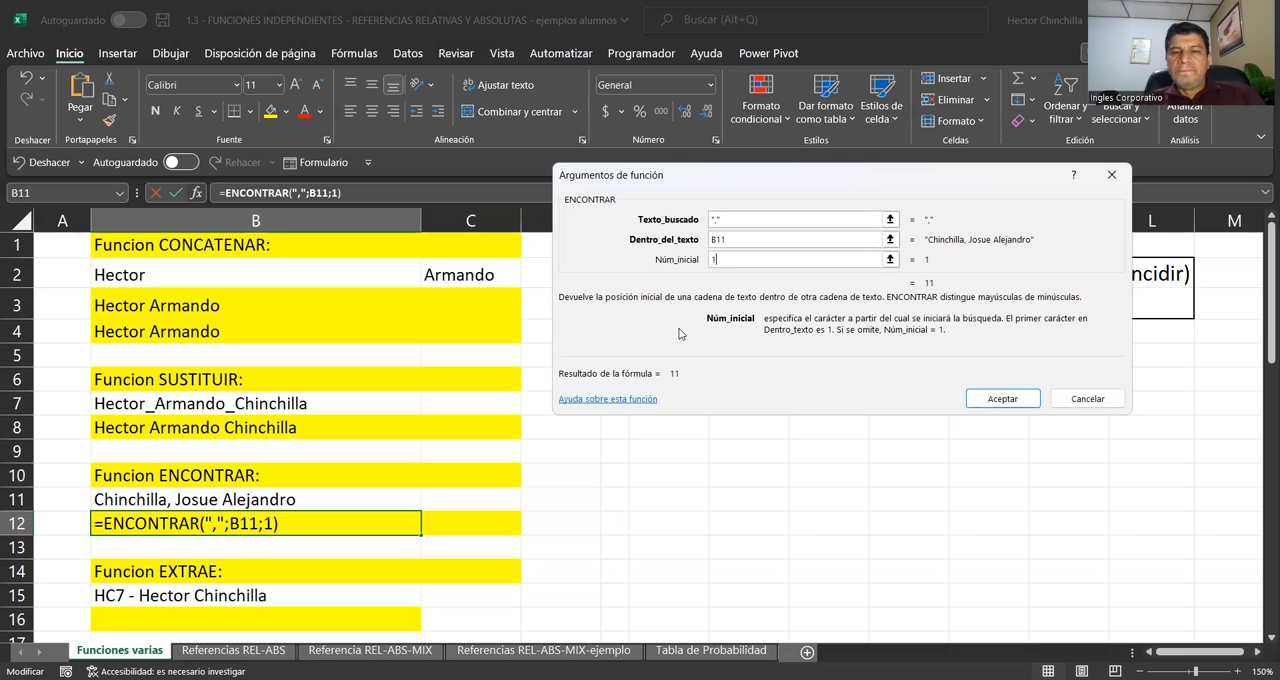 Autoguardado
1.3 - FUNCIONES INDEPENDIENTES - REFERENCIAS RELATIVAS Y ABSOLUTAS - ejemplos alumnos
Buscar (Alt+Q)
Hector Chinchilla
Archivo Inicio Insertar Dibujar Disposición de página Fórmulas Datos Revisar Vista Automatizar Programador Ayuda Power Pivot
Ingles Corporativo
Pegar
Calibri 11
N K S
Ajustar texto
Combinar y centrar
General
$ % 000
Formato condicional
Dar formato como tabla
Estilos de celda
Insertar
Eliminar
Formato
Ordenar y filtrar
Buscar y seleccionar
Analizar datos
Deshacer Portapapeles Fuente Alineación Número Estilos Celdas Edición Análisis
Deshacer Autoguardado Rehacer Formulario
B11 fx =ENCONTRAR(",";B11;1)
Argumentos de función ?
ENCONTRAR
Texto_buscado "," = ","
Dentro_del_texto B11 = "Chinchilla, Josue Alejandro"
Núm_inicial 1 = 1
= 11
Devuelve la posición inicial de una cadena de texto dentro de otra cadena de texto. ENCONTRAR distingue mayúsculas de minúsculas.
Núm_inicial especifica el carácter a partir del cual se iniciará la búsqueda. El primer carácter en
Dentro_texto es 1. Si se omite, Núm_inicial = 1.
Resultado de la fórmula = 11
Ayuda sobre esta función
Aceptar Cancelar
A B C L M
1 Funcion CONCATENAR:
2 Hector Armando
ncidir)
3 Hector Armando
4 Hector Armando
5
6 Funcion SUSTITUIR:
7 Hector_Armando_Chinchilla
8 Hector Armando Chinchilla
9
10 Funcion ENCONTRAR:
11 Chinchilla, Josue Alejandro
12 =ENCONTRAR(",";B11;1)
13
14 Funcion EXTRAE:
15 HC7 - Hector Chinchilla
16
17
Funciones varias Referencias REL-ABS Referencia REL-ABS-MIX Referencias REL-ABS-MIX-ejemplo Tabla de Probabilidad
Modificar Accesibilidad: es necesario investigar 150%